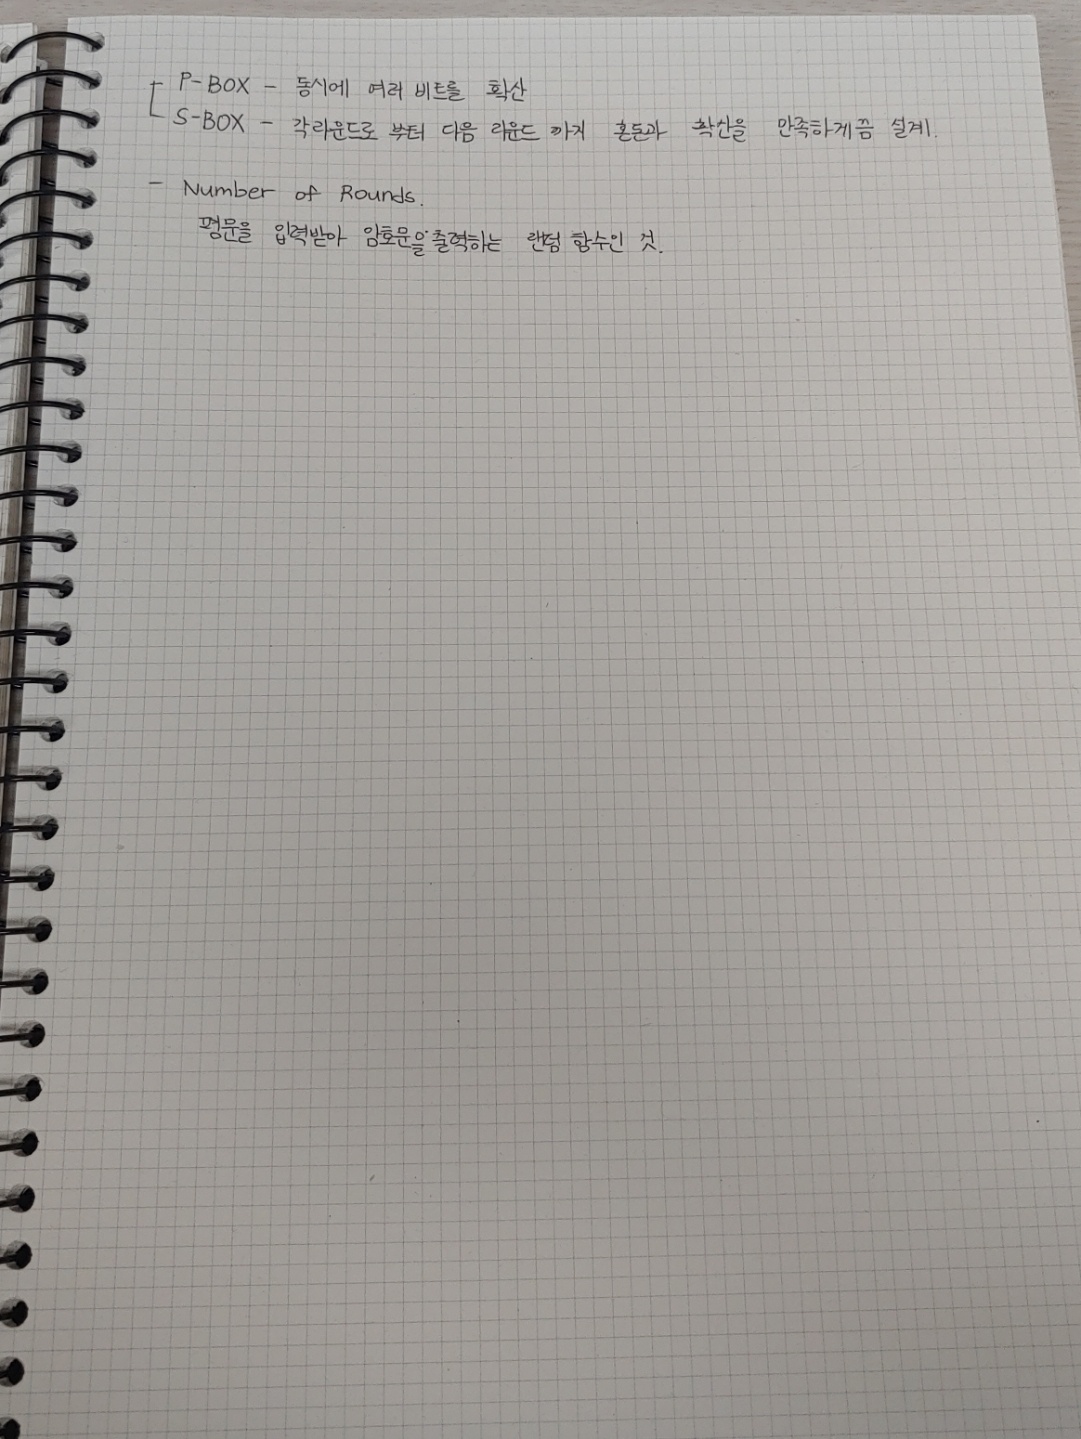 P-BOX - 동시에 여러 비트를 확산
S-BOX - 각라운드로 부터 다음 라운드 까지 혼돈과 확산을 만족하게끔 설계.
- Number of Rounds.
평문을 입력받아 암호문을 출력하는 랜덤 함수인 것.